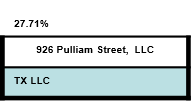 27.71%
926 Pulliam Street, LLC
TX LLC